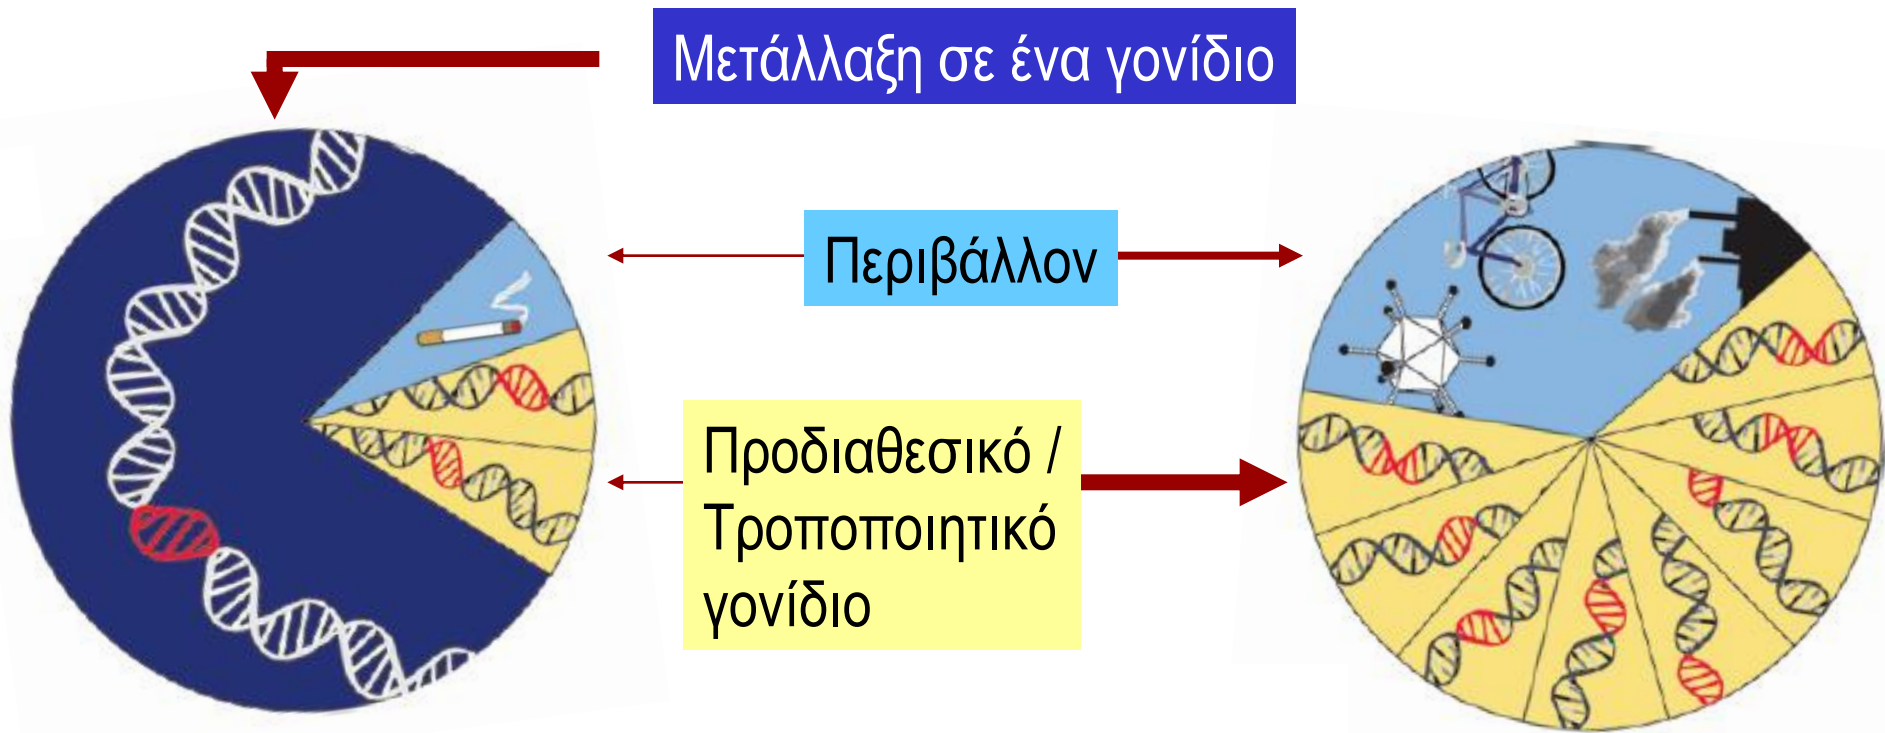 Μετάλλαξη σε ένα γονίδιο
Περιβάλλον
Προδιαθεσικό /
Τροποποιητικό
γονίδιο